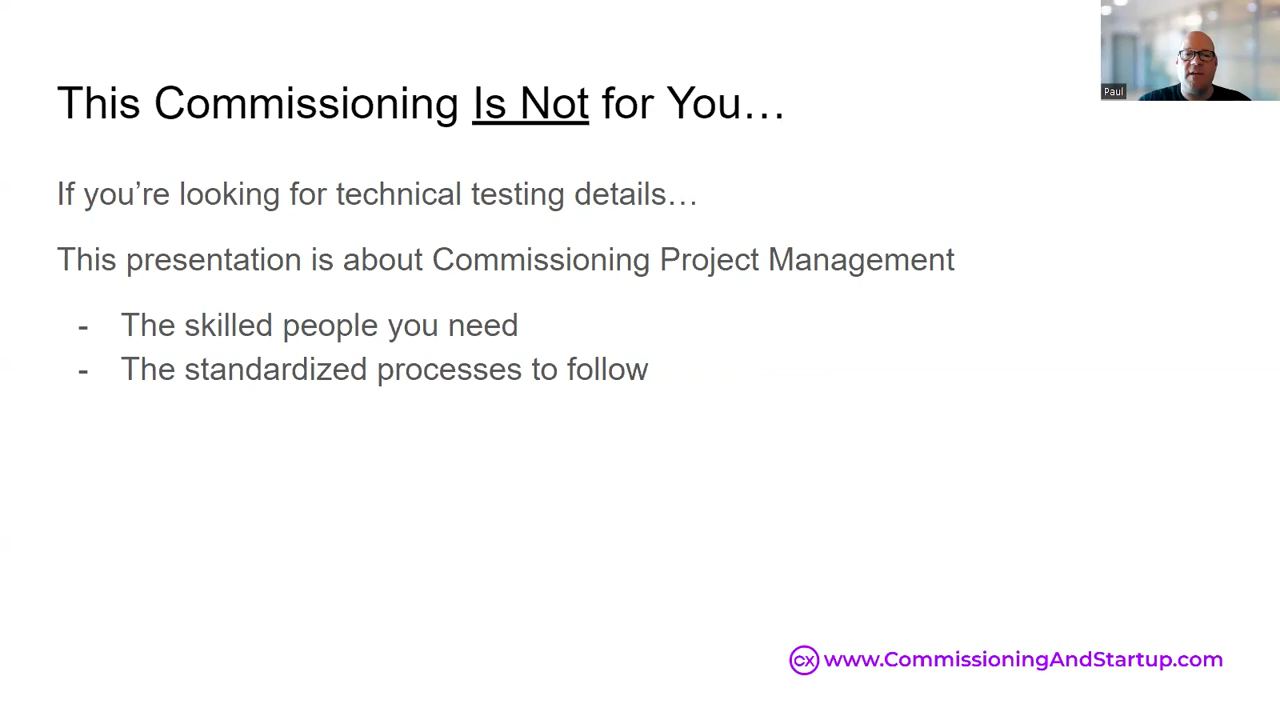 This Commissioning Is Not for You…
Paul
If you’re looking for technical testing details…
This presentation is about Commissioning Project Management
- The skilled people you need
- The standardized processes to follow
CX www.CommissioningAndStartup.com